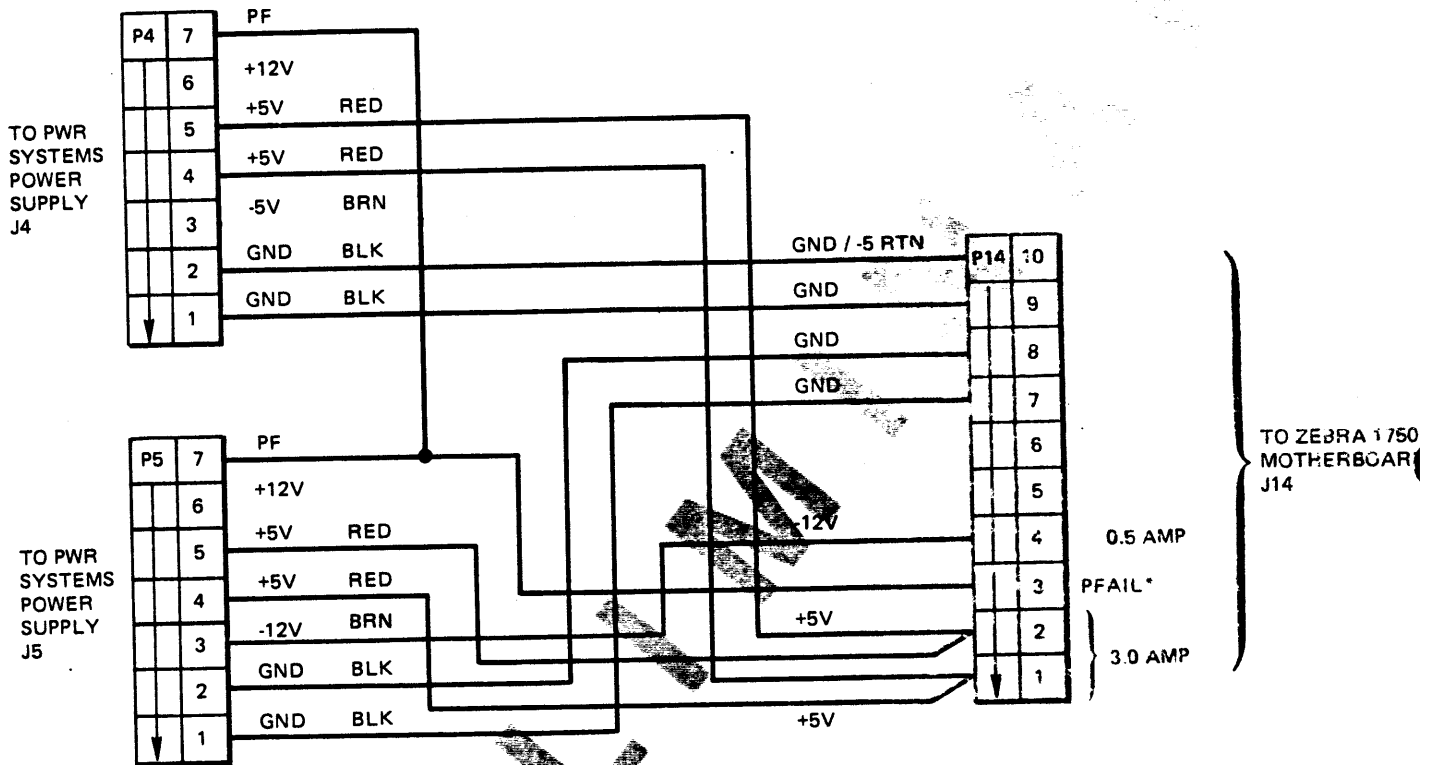 PF
P4 7
+12V
6
+5V RED
5
TO PWR
SYSTEMS
POWER
SUPPLY
J4
+5V RED
4
-5V BRN
3
GND BLK
2
GND BLK
1
GND / -5 RTN
P14 10
GND
9
GND
8
GND
7
6
5
-12V
4 0.5 AMP
3 PFAIL*
+5V
2
3.0 AMP
1
+5V
TO ZEBRA 1750
MOTHERBOAR
J14
PF
P5 7
+12V
6
+5V RED
5
TO PWR
SYSTEMS
POWER
SUPPLY
J5
+5V RED
4
-12V BRN
3
GND BLK
2
GND BLK
1